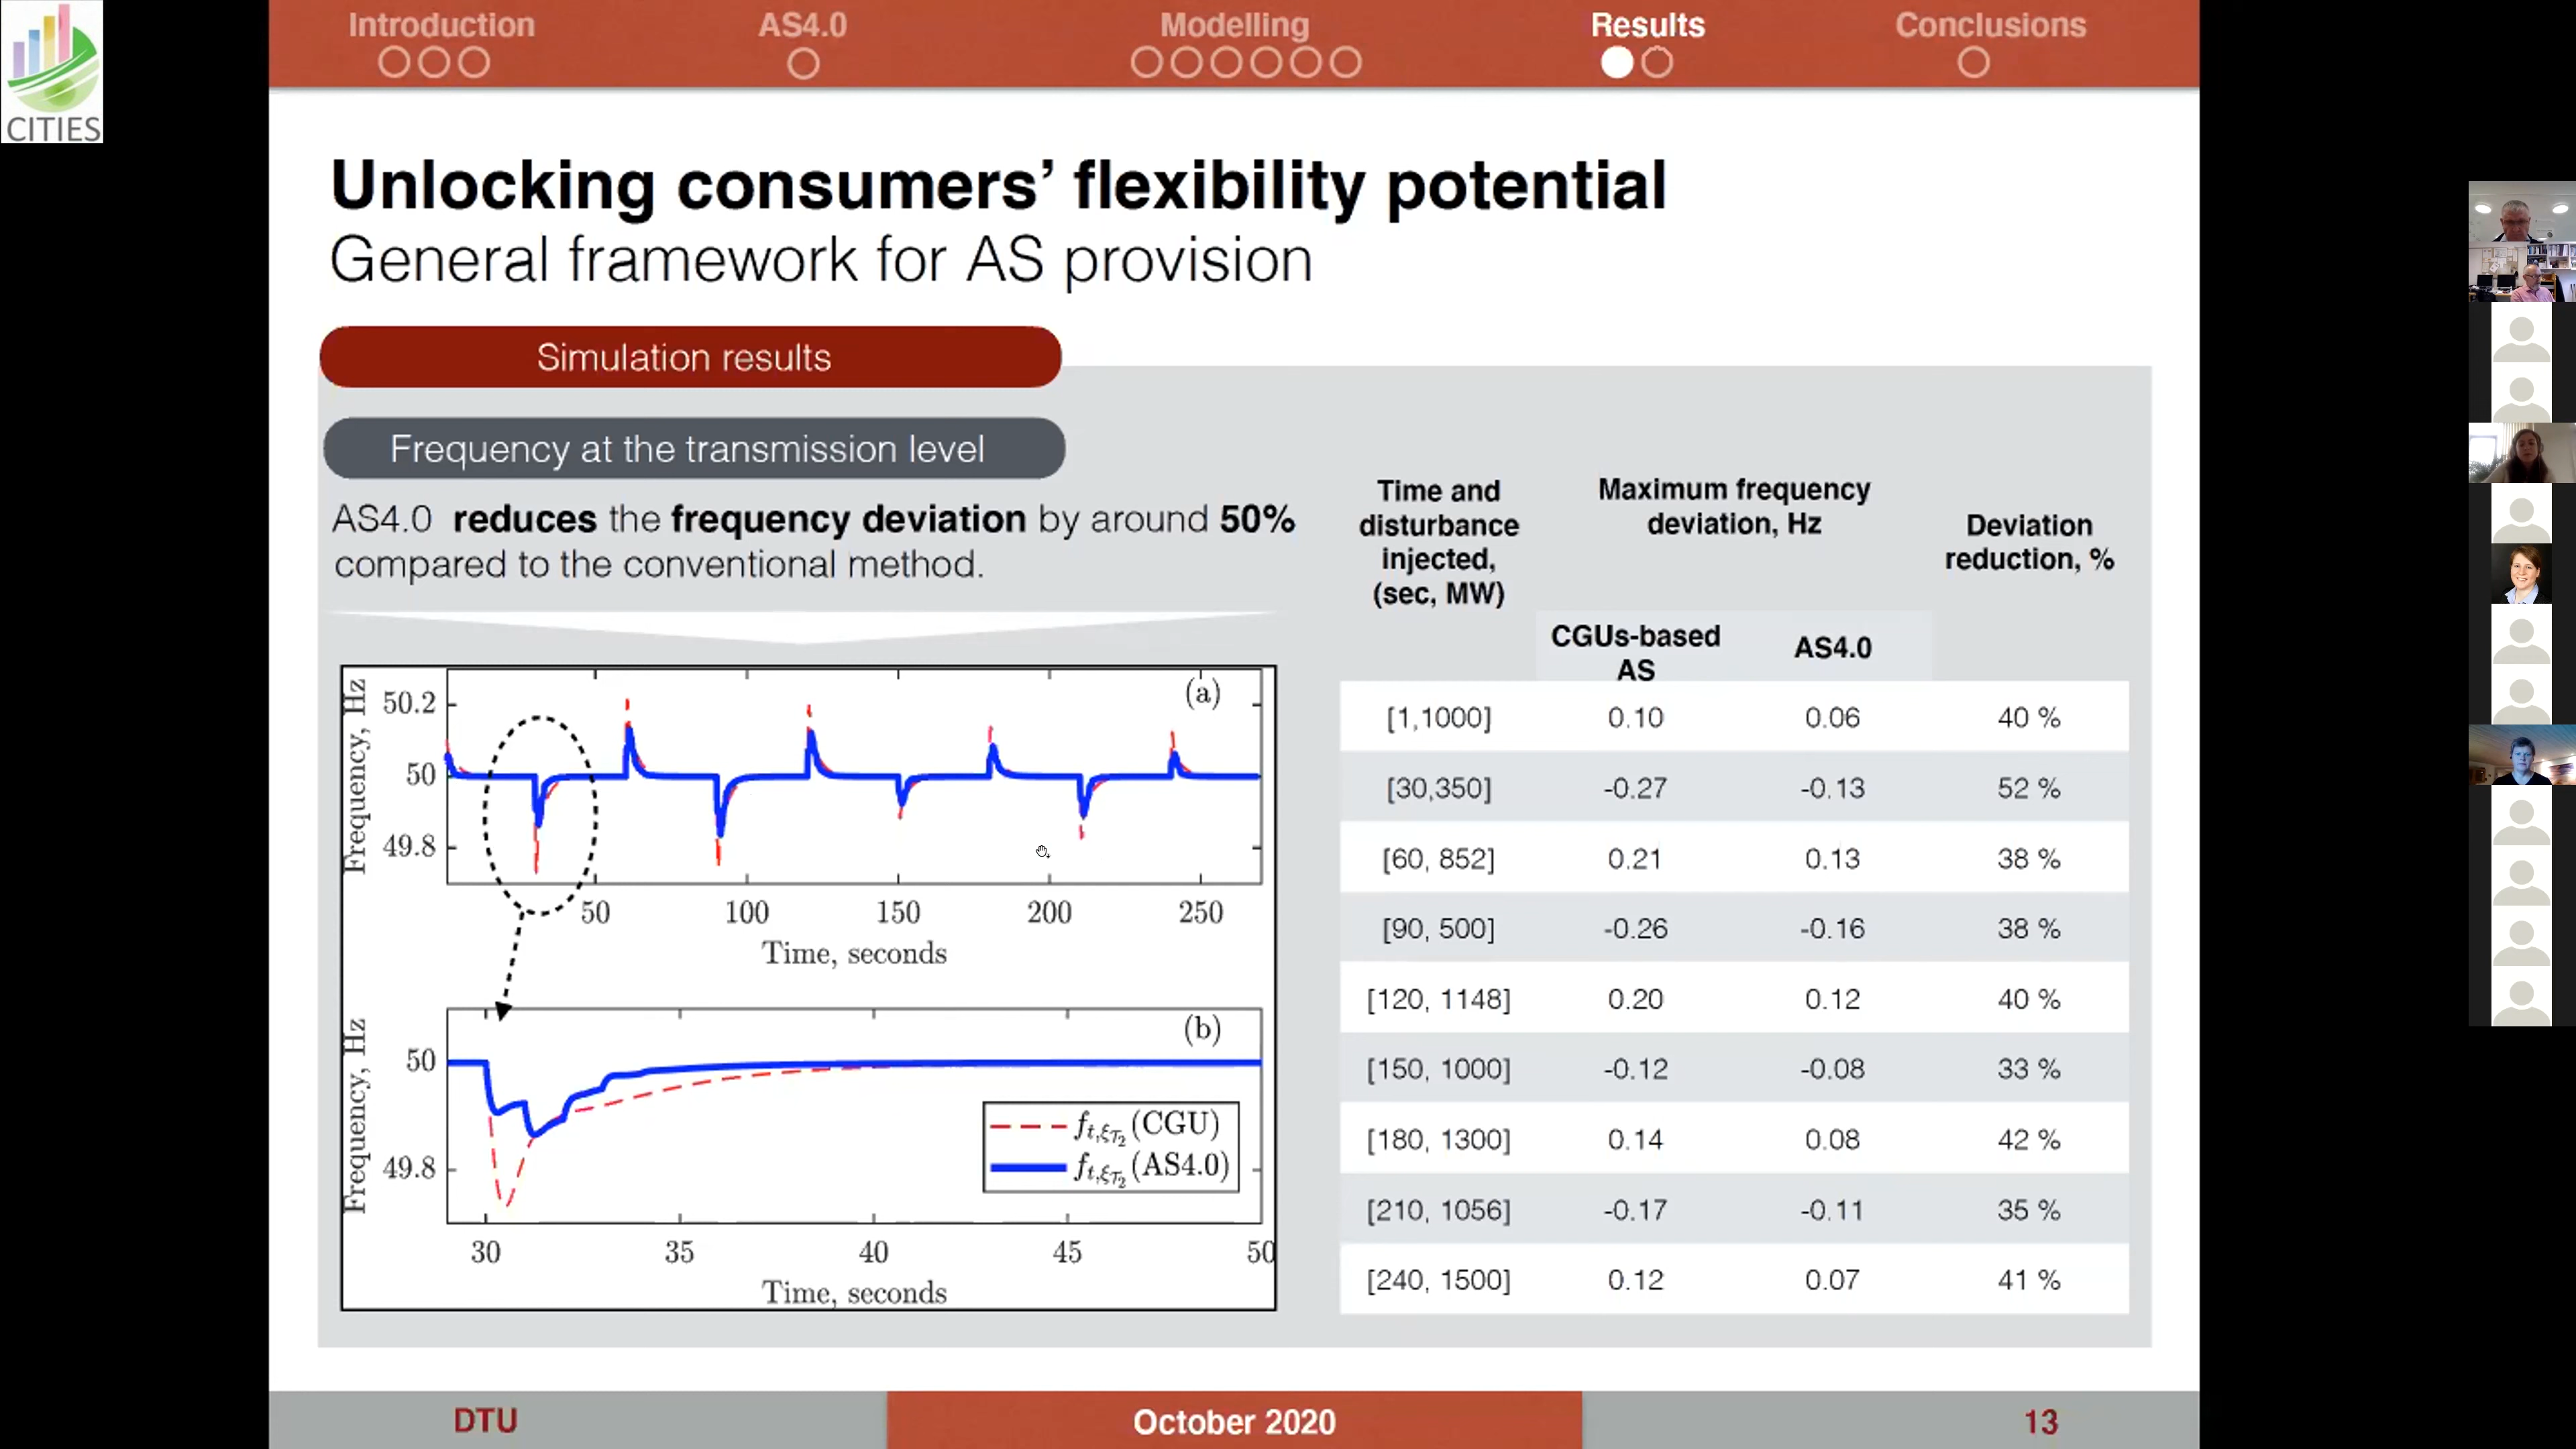 CITIES
Introduction
AS4.0
Modelling
Results
Conclusions
Unlocking consumers’ flexibility potential
General framework for AS provision
Simulation results
Frequency at the transmission level
AS4.0 reduces the frequency deviation by around 50%
compared to the conventional method.
Frequency, Hz
50.2
50
49.8
(a)
50 100 150 200 250
Time, seconds
Frequency, Hz
50
49.8
(b)
f_{t,ξ_{T_2}} (CGU)
f_{t,ξ_{T_2}} (AS4.0)
30 35 40 45 50
Time, seconds
Time and
disturbance
injected,
(sec, MW)
Maximum frequency
deviation, Hz
Deviation
reduction, %
CGUs-based
AS
AS4.0
[1,1000] 0.10 0.06 40 %
[30,350] -0.27 -0.13 52 %
[60, 852] 0.21 0.13 38 %
[90, 500] -0.26 -0.16 38 %
[120, 1148] 0.20 0.12 40 %
[150, 1000] -0.12 -0.08 33 %
[180, 1300] 0.14 0.08 42 %
[210, 1056] -0.17 -0.11 35 %
[240, 1500] 0.12 0.07 41 %
DTU
October 2020
13